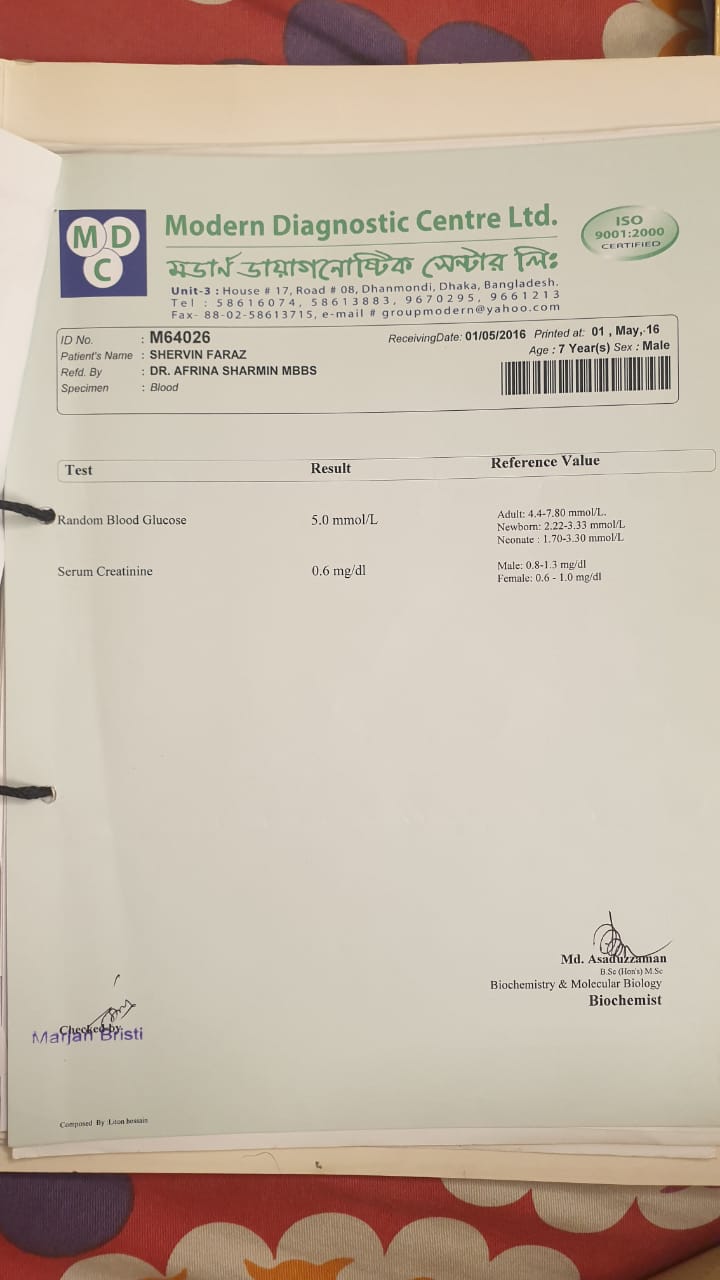 M D C
Modern Diagnostic Centre Ltd.
মডার্ন ডায়াগনোষ্টিক সেন্টার লিঃ
Unit-3 : House # 17, Road # 08, Dhanmondi, Dhaka, Bangladesh.
Tel : 58616074, 58613883, 9670295, 9661213
Fax- 88-02-58613715, e-mail # groupmodern@yahoo.com
ISO
9001:2000
CERTIFIED
ID No. : M64026 ReceivingDate: 01/05/2016 Printed at: 01 , May,-16
Patient's Name : SHERVIN FARAZ Age : 7 Year(s) Sex : Male
Refd. By : DR. AFRINA SHARMIN MBBS
Specimen : Blood
Test Result Reference Value
Random Blood Glucose 5.0 mmol/L Adult: 4.4-7.80 mmol/L.
Newborn: 2.22-3.33 mmol/L
Neonate : 1.70-3.30 mmol/L
Serum Creatinine 0.6 mg/dl Male: 0.8-1.3 mg/dl
Female: 0.6 - 1.0 mg/dl
Md. Asaduzzaman
B.Sc (Hon's) M.Sc
Biochemistry & Molecular Biology
Biochemist
Checked by
Marjan Bristi
Composed By :Liton hossain